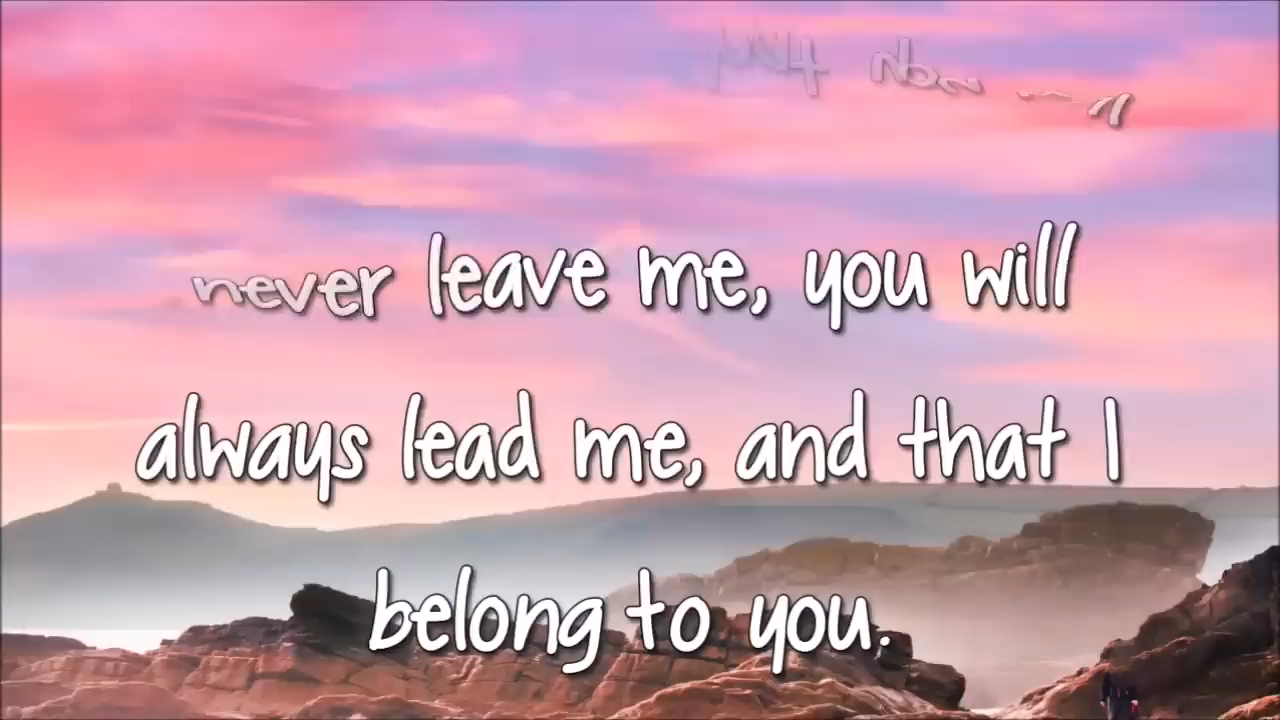 never leave me, you will
always lead me, and that I
belong to you.